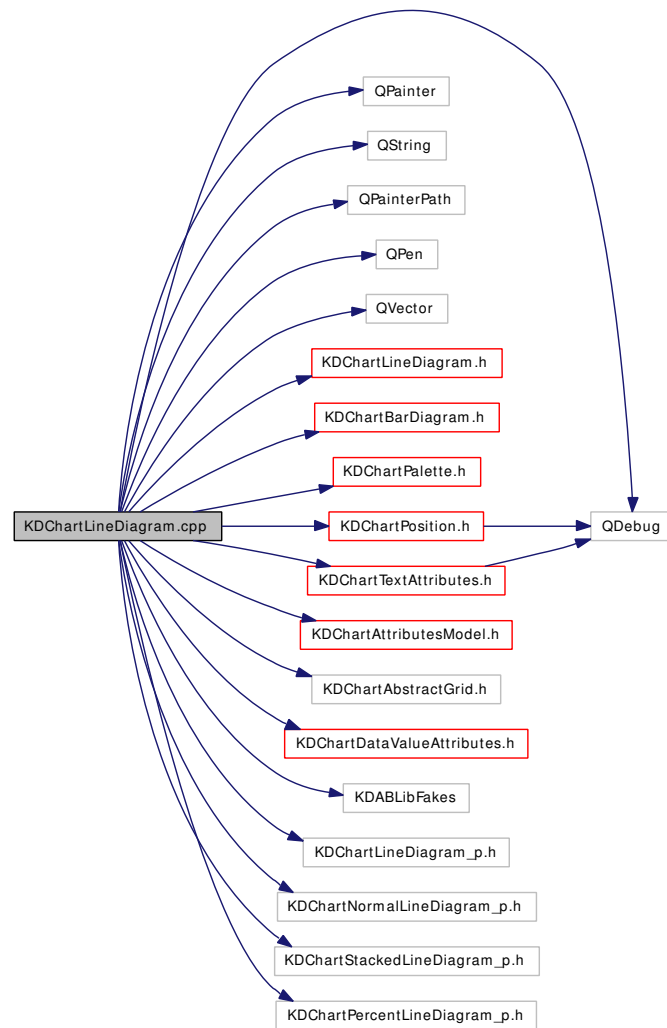 QPainter
QString
QPainterPath
QPen
QVector
KDChartLineDiagram.h
KDChartBarDiagram.h
KDChartPalette.h
KDChartLineDiagram.cpp
KDChartPosition.h
QDebug
KDChartTextAttributes.h
KDChartAttributesModel.h
KDChartAbstractGrid.h
KDChartDataValueAttributes.h
KDABLibFakes
KDChartLineDiagram_p.h
KDChartNormalLineDiagram_p.h
KDChartStackedLineDiagram_p.h
KDChartPercentLineDiagram_p.h